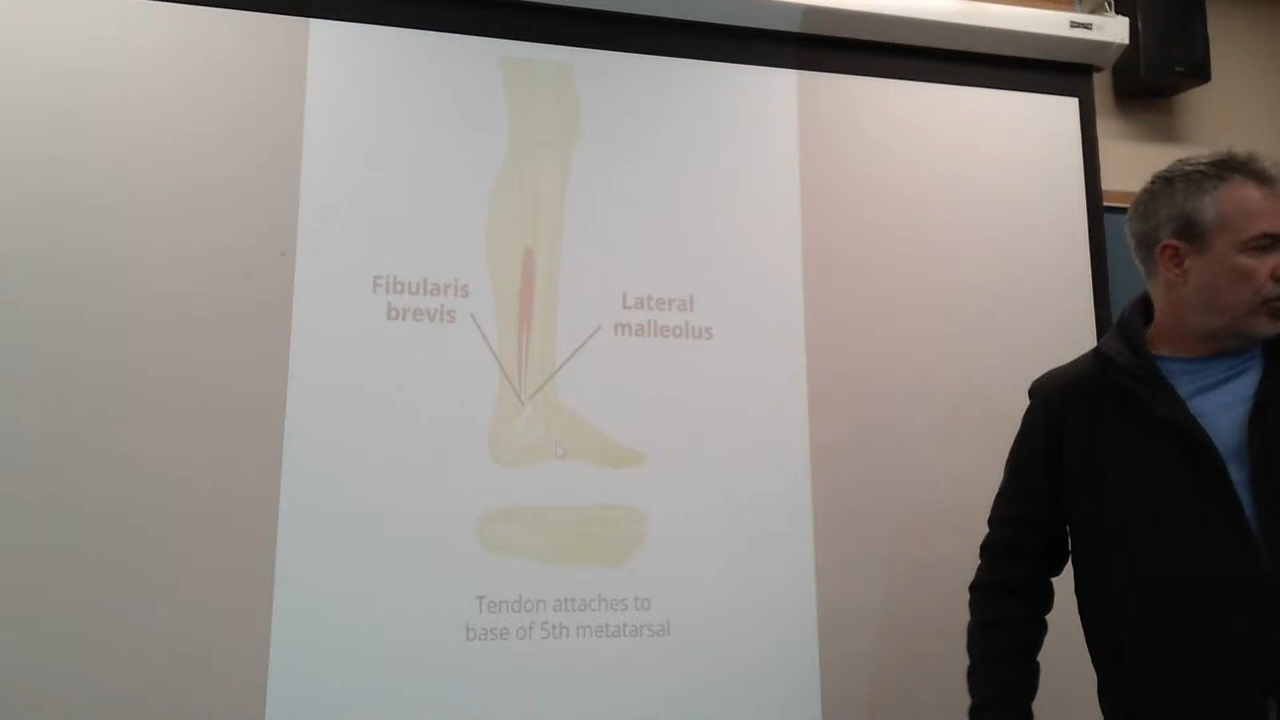 Fibularis
brevis
Lateral
malleolus
Tendon attaches to
base of 5th metatarsal